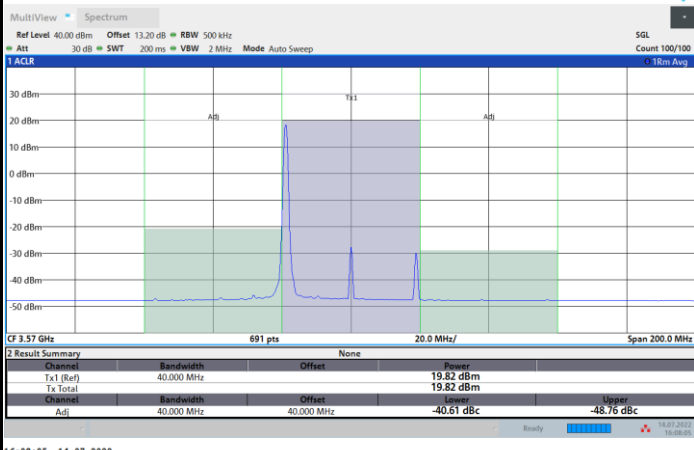 MultiView Spectrum
Ref Level 40.00 dBm Offset 13.20 dB RBW 500 kHz SGL
Att 30 dB SWT 200 ms VBW 2 MHz Mode Auto Sweep Count 100/100
1 ACLR 1Rm Avg
30 dBm
Tx1
20 dBm
Adj Adj
10 dBm
0 dBm
-10 dBm
-20 dBm
-30 dBm
-40 dBm
-50 dBm
CF 3.57 GHz 691 pts 20.0 MHz/ Span 200.0 MHz
2 Result Summary None
Channel Bandwidth Offset Power
Tx1 (Ref) 40.000 MHz 19.82 dBm
Tx Total 19.82 dBm
Channel Bandwidth Offset Lower Upper
Adj 40.000 MHz 40.000 MHz -40.61 dBc -48.76 dBc
Ready 14.07.2022
16:08:05